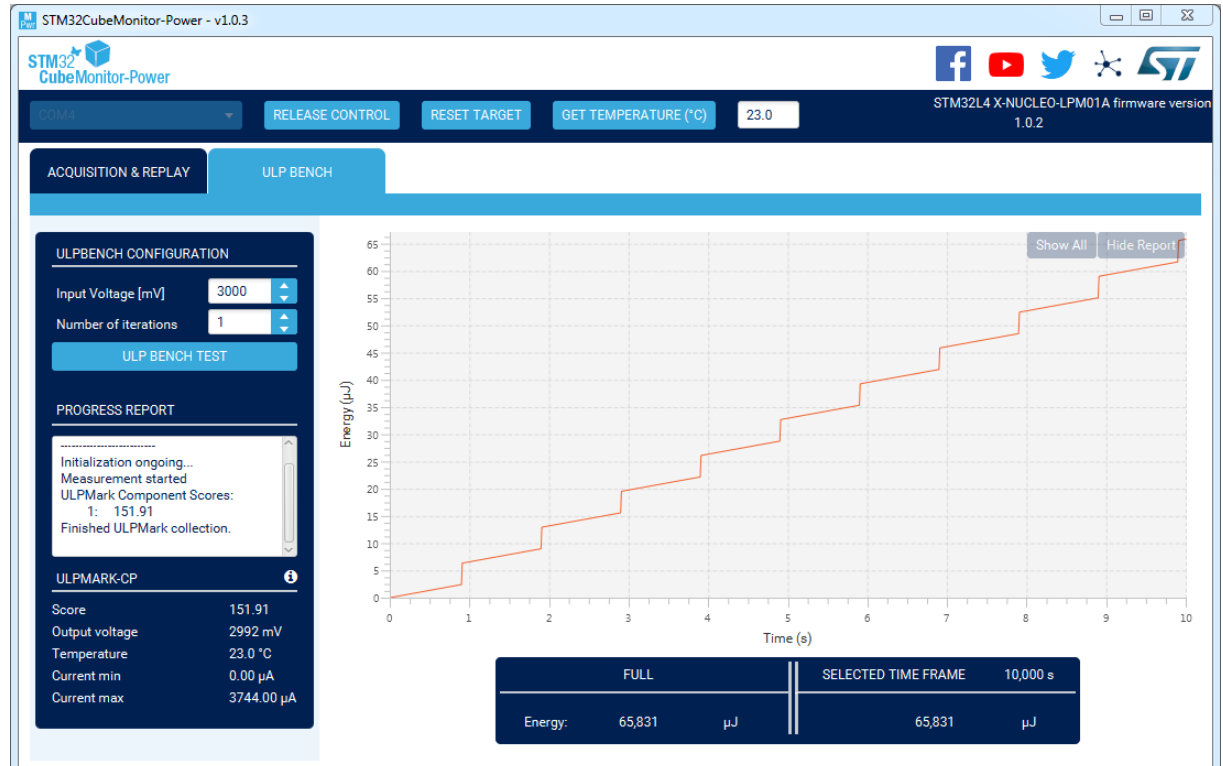 STM32CubeMonitor-Power - v1.0.3
STM32
CubeMonitor-Power
COM4
RELEASE CONTROL
RESET TARGET
GET TEMPERATURE (°C)
23.0
STM32L4 X-NUCLEO-LPM01A firmware version
1.0.2
ACQUISITION & REPLAY
ULP BENCH
ULPBENCH CONFIGURATION
Input Voltage [mV] 3000
Number of iterations 1
ULP BENCH TEST
PROGRESS REPORT
--------------------------
Initialization ongoing...
Measurement started
ULPMark Component Scores:
1: 151.91
Finished ULPMark collection.
ULPMARK-CP
Score 151.91
Output voltage 2992 mV
Temperature 23.0 °C
Current min 0.00 µA
Current max 3744.00 µA
Show All
Hide Report
Energy (µJ)
65
60
55
50
45
40
35
30
25
20
15
10
5
0
0 1 2 3 4 5 6 7 8 9 10
Time (s)
FULL
SELECTED TIME FRAME 10,000 s
Energy: 65,831 µJ
65,831 µJ